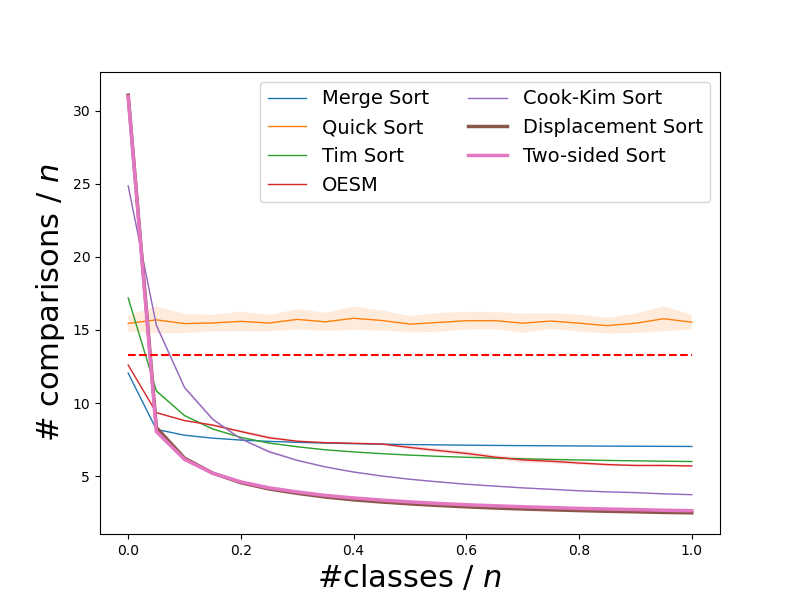 30
25
20
15
10
5
# comparisons / n
Merge Sort
Quick Sort
Tim Sort
OESM
Cook-Kim Sort
Displacement Sort
Two-sided Sort
0.0 0.2 0.4 0.6 0.8 1.0
#classes / n